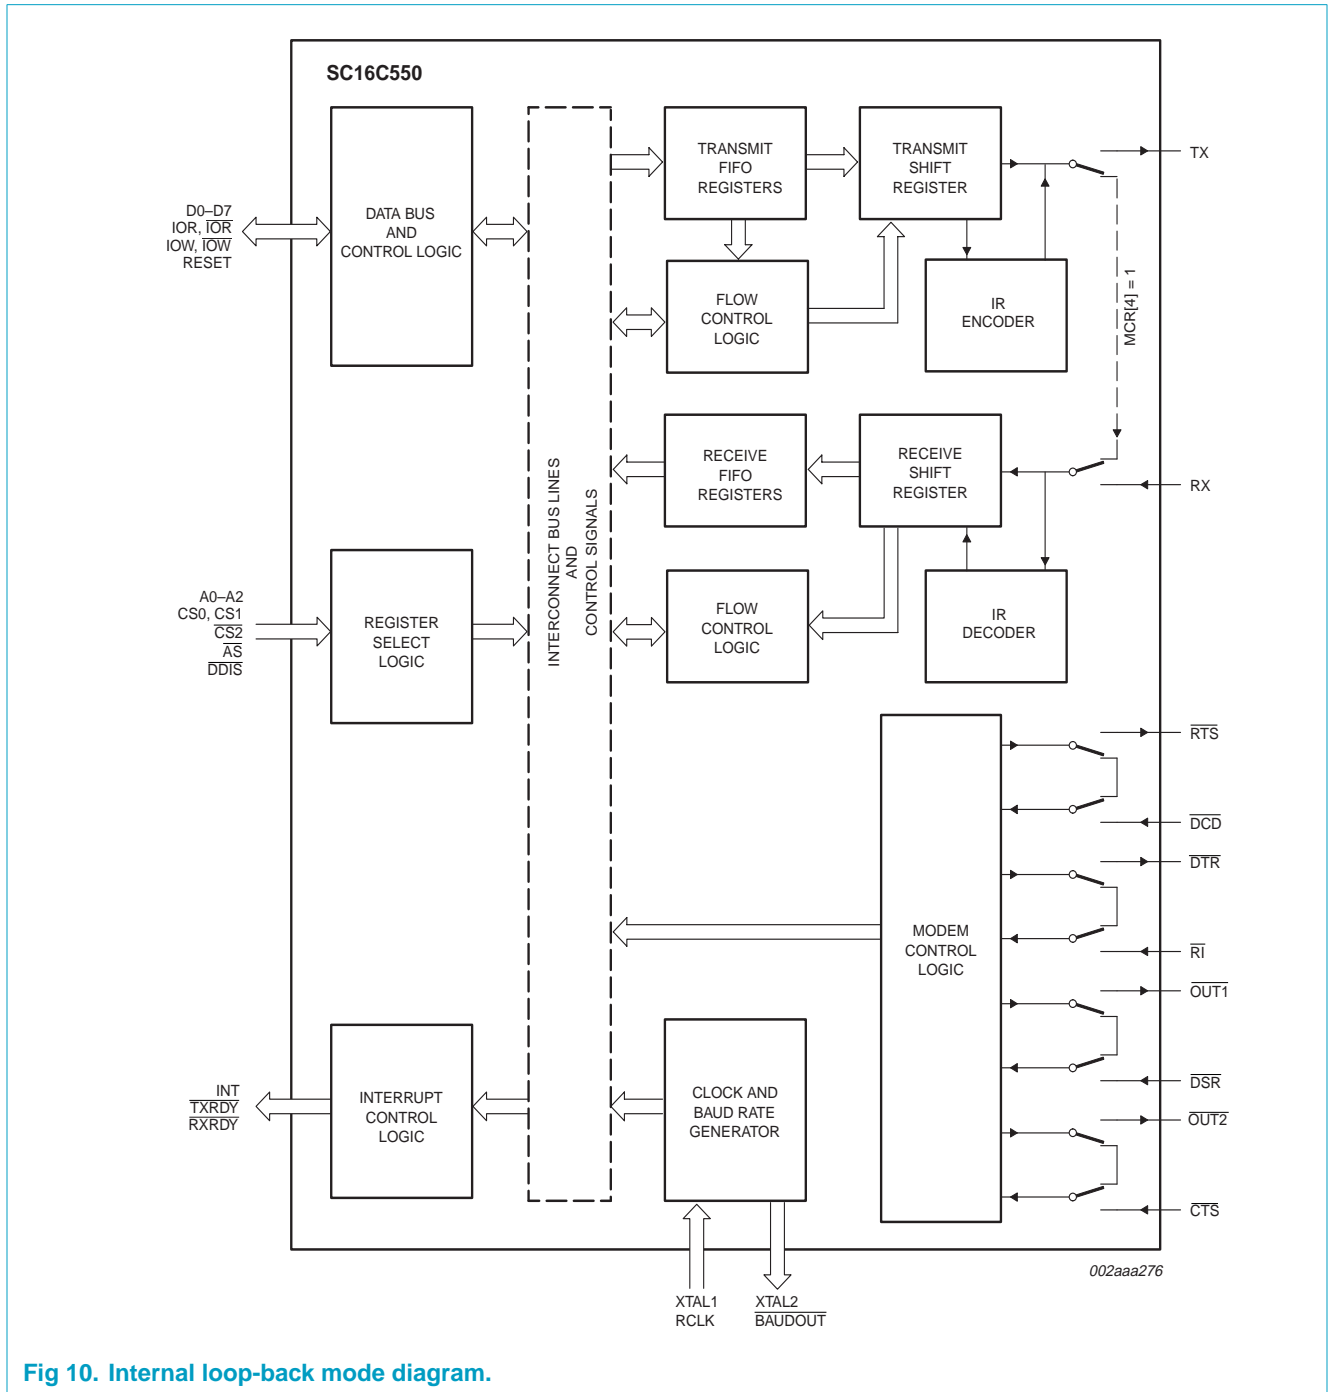 SC16C550
D0–D7
IOR, IOR
IOW, IOW
RESET
DATA BUS
AND
CONTROL LOGIC
TRANSMIT
FIFO
REGISTERS
TRANSMIT
SHIFT
REGISTER
TX
FLOW
CONTROL
LOGIC
IR
ENCODER
MCR[4] = 1
INTERCONNECT BUS LINES
AND
CONTROL SIGNALS
RECEIVE
FIFO
REGISTERS
RECEIVE
SHIFT
REGISTER
RX
A0–A2
CS0, CS1
CS2
AS
DDIS
REGISTER
SELECT
LOGIC
FLOW
CONTROL
LOGIC
IR
DECODER
MODEM
CONTROL
LOGIC
RTS
DCD
DTR
RI
OUT1
DSR
OUT2
CTS
INT
TXRDY
RXRDY
INTERRUPT
CONTROL
LOGIC
CLOCK AND
BAUD RATE
GENERATOR
XTAL1
RCLK
XTAL2
BAUDOUT
002aaa276
Fig 10. Internal loop-back mode diagram.